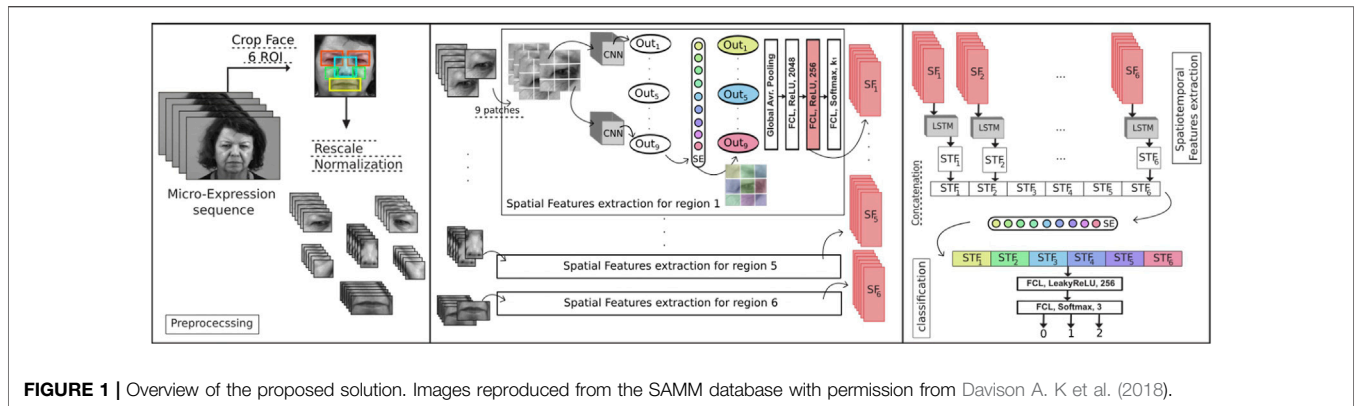 Crop Face
6 ROI
Rescale
Normalization
Micro-Expression
sequence
Preprocecssing
9 patches
CNN
CNN
Out1
Out5
Out9
SE
Out1
Out5
Out9
Global Avr. Pooling
FCL, ReLU, 2048
FCL, ReLU, 256
FCL, Softmax, k1
SF1
Spatial Features extraction for region 1
SF5
Spatial Features extraction for region 5
SF6
Spatial Features extraction for region 6
SF1
SF2
...
SF6
LSTM
LSTM
LSTM
STF1
STF2
...
STF6
Spatiotemporal
Features extraction
Concatenation
STF1 STF2 STF3 STF4 STF5 STF6
SE
STF1 STF2 STF3 STF4 STF5 STF6
FCL, LeakyReLU, 256
FCL, Softmax, 3
0 1 2
classification
FIGURE 1 | Overview of the proposed solution. Images reproduced from the SAMM database with permission from Davison A. K et al. (2018).